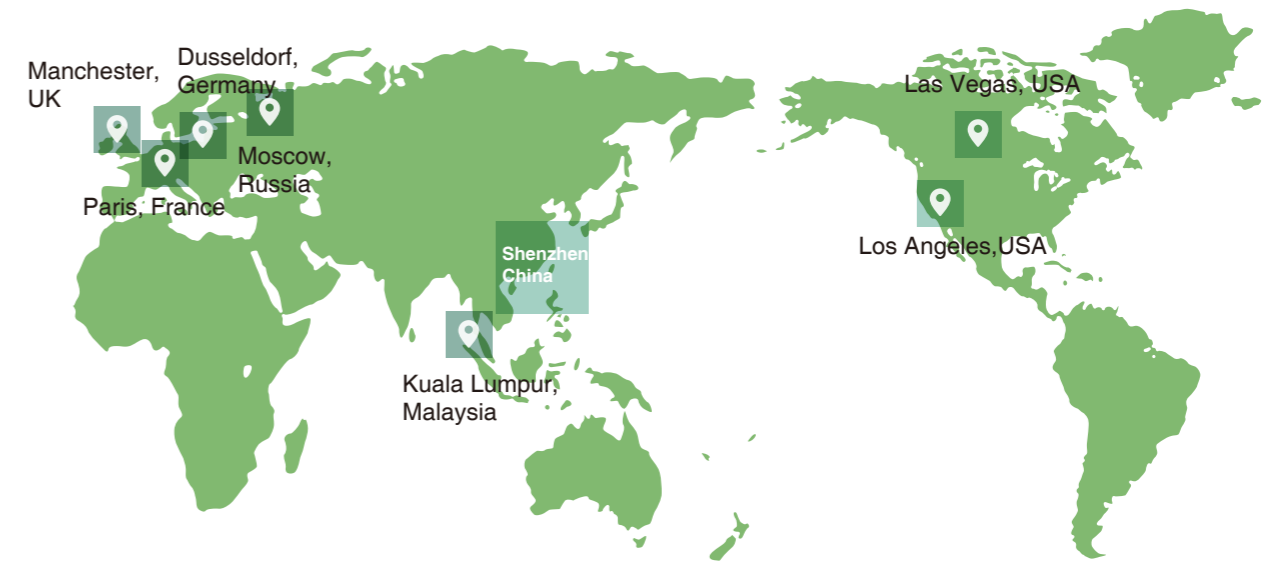 Manchester,
UK
Dusseldorf,
Germany
Las Vegas, USA
Moscow,
Russia
Paris, France
Los Angeles,USA
Shenzhen
China
Kuala Lumpur,
Malaysia